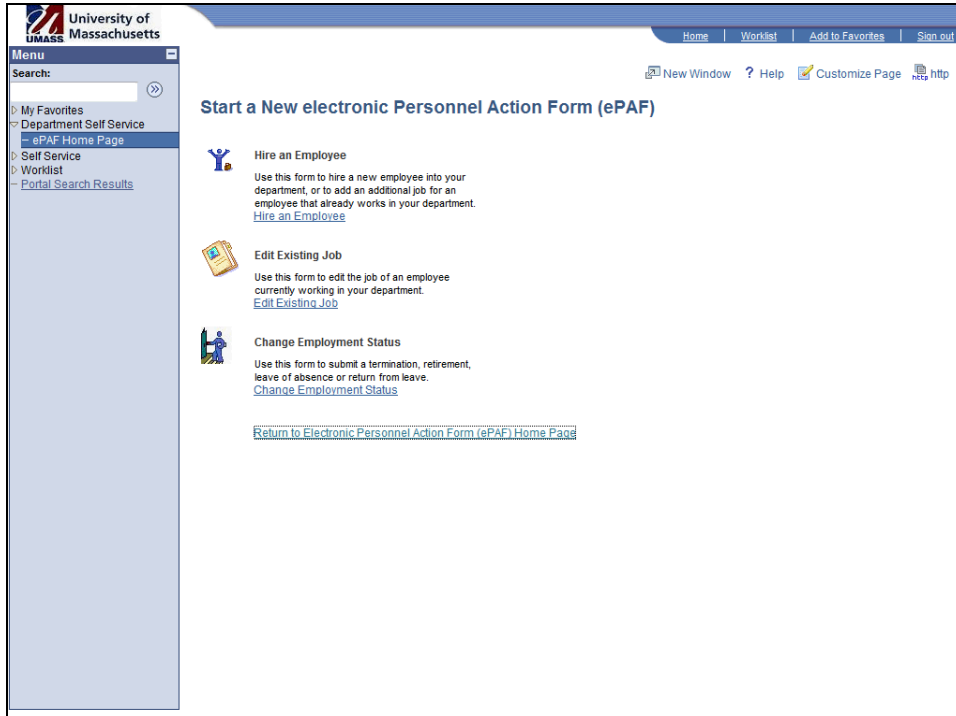 University of
Massachusetts
UMASS
Home | Worklist | Add to Favorites | Sign out
Menu
Search:
My Favorites
Department Self Service
– ePAF Home Page
Self Service
Worklist
– Portal Search Results
New Window ? Help Customize Page http
Start a New electronic Personnel Action Form (ePAF)
Hire an Employee
Use this form to hire a new employee into your
department, or to add an additional job for an
employee that already works in your department.
Hire an Employee
Edit Existing Job
Use this form to edit the job of an employee
currently working in your department.
Edit Existing Job
Change Employment Status
Use this form to submit a termination, retirement,
leave of absence or return from leave.
Change Employment Status
Return to Electronic Personnel Action Form (ePAF) Home Page